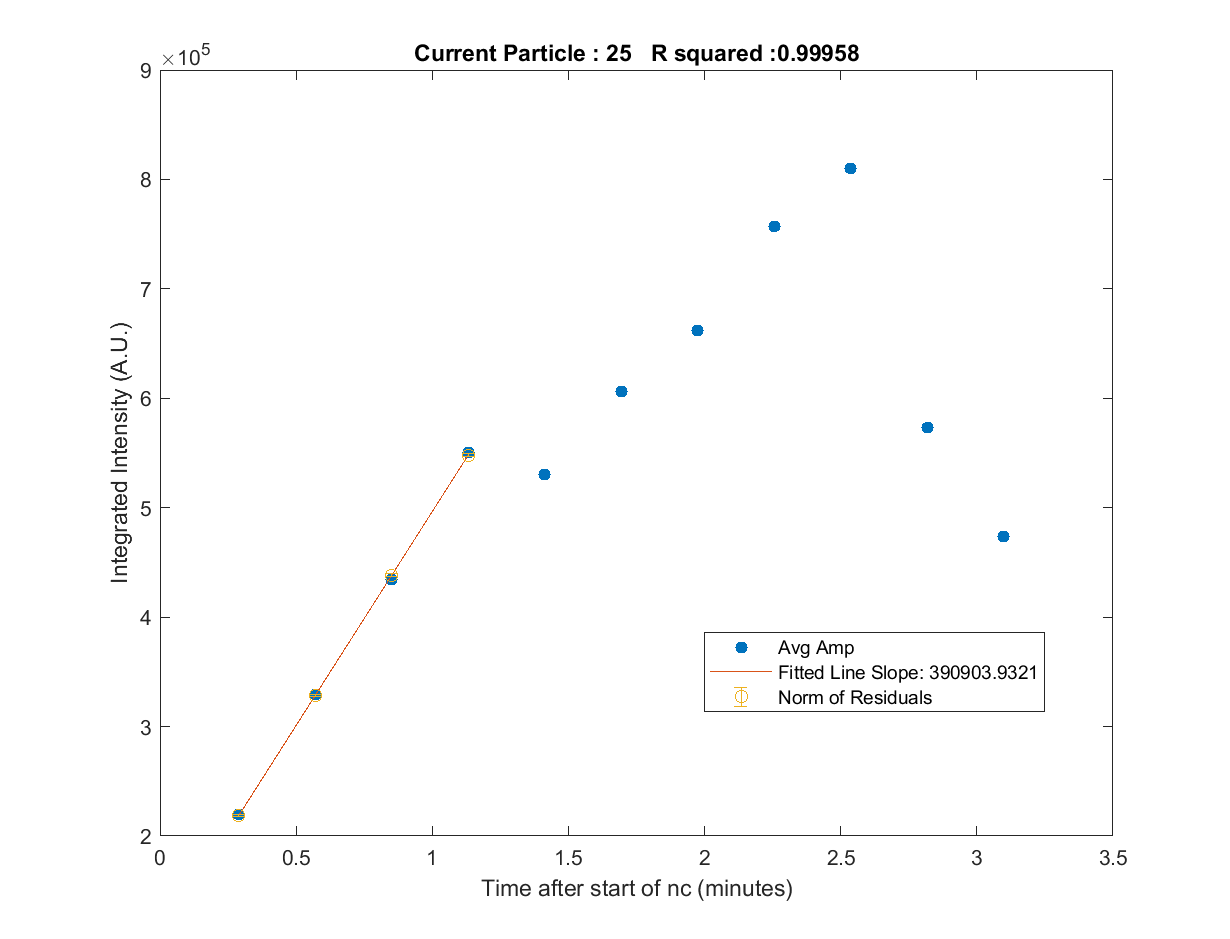 Current Particle : 25   R squared :0.99958
×10^5
9
8
7
6
5
4
3
2
Integrated Intensity (A.U.)
Avg Amp
Fitted Line Slope: 390903.9321
Norm of Residuals
0 0.5 1 1.5 2 2.5 3 3.5
Time after start of nc (minutes)